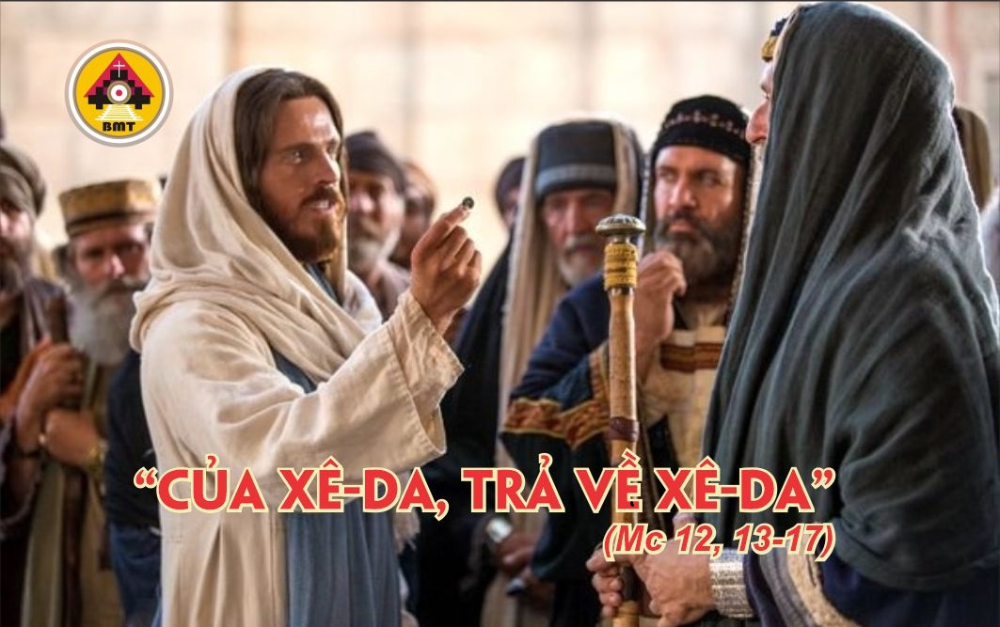 BMT
“CỦA XÊ-DA, TRẢ VỀ XÊ-DA”
(Mc 12, 13-17)